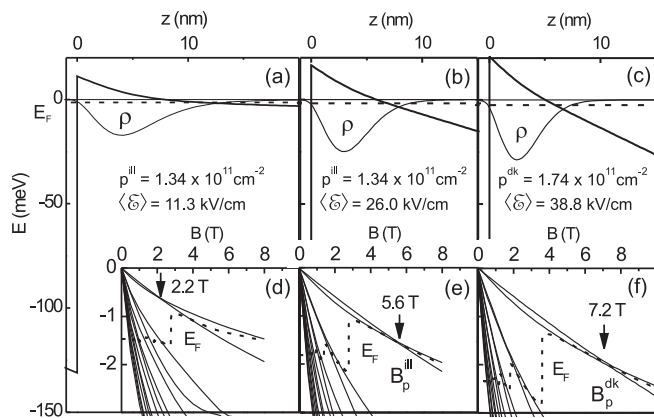 z (nm) z (nm) z (nm)
0 10 0 10 0 10
(a) (b) (c)
0
E_F
ρ ρ ρ
p^ill = 1.34 x 10^11 cm^-2
⟨ℰ⟩ = 11.3 kV/cm
p^ill = 1.34 x 10^11 cm^-2
⟨ℰ⟩ = 26.0 kV/cm
p^dk = 1.74 x 10^11 cm^-2
⟨ℰ⟩ = 38.8 kV/cm
E (meV)
-50
-100
-150
B (T) B (T) B (T)
0 2 4 6 8 0 2 4 6 8 0 2 4 6 8
0
-1
-2
(d) (e) (f)
2.2 T 5.6 T 7.2 T
E_F E_F E_F
B_p^ill B_p^dk